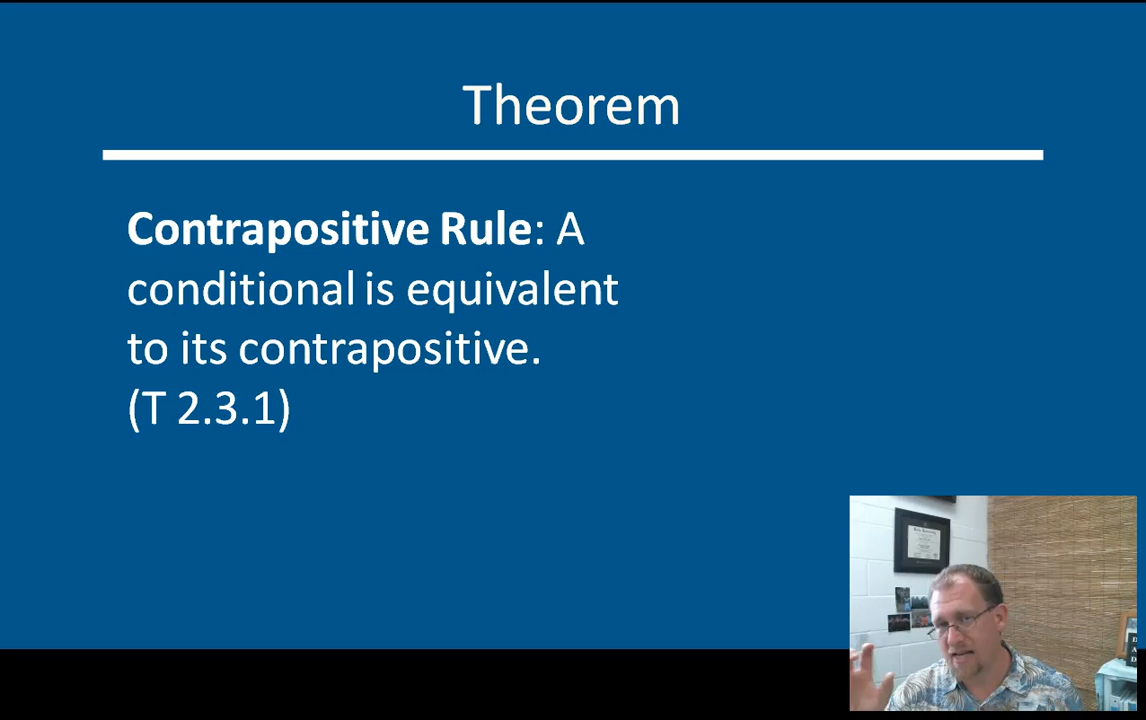 Theorem
Contrapositive Rule: A
conditional is equivalent
to its contrapositive.
(T 2.3.1)